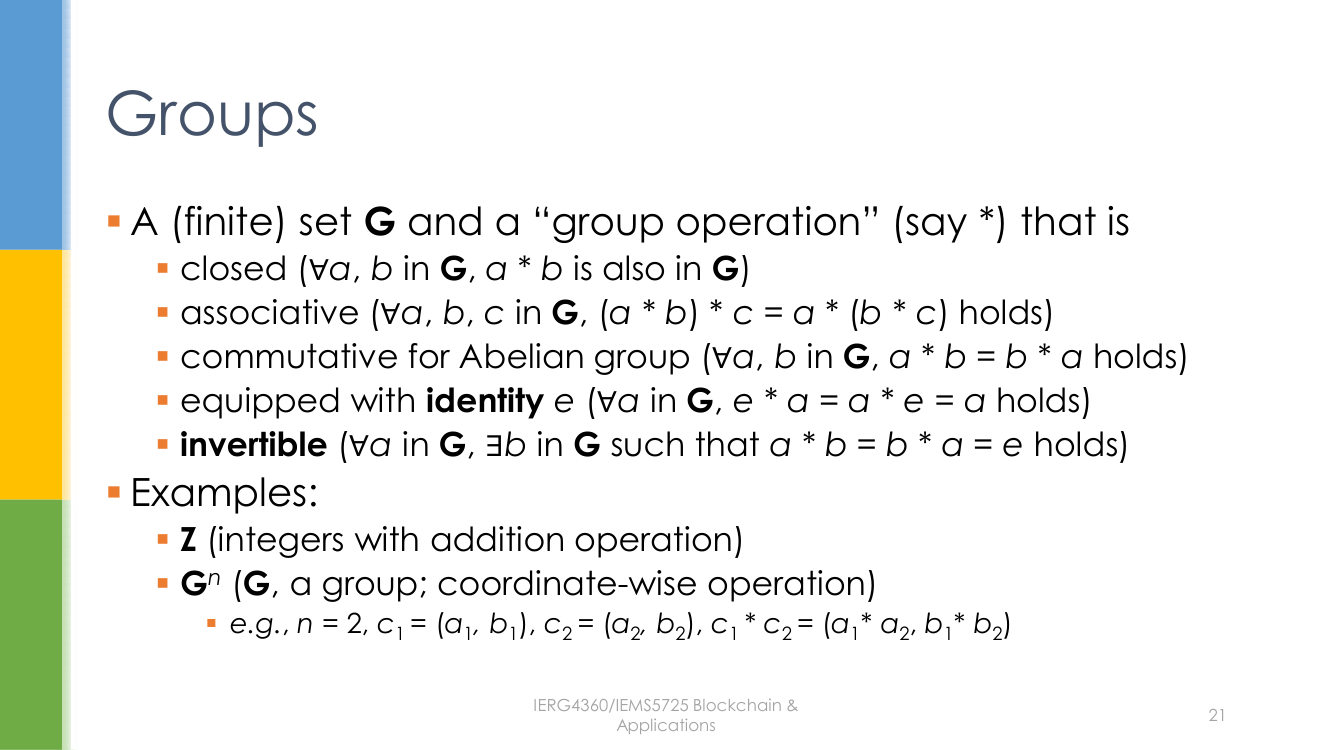 Groups
▪ A (finite) set G and a “group operation” (say *) that is
▪ closed (∀a, b in G, a * b is also in G)
▪ associative (∀a, b, c in G, (a * b) * c = a * (b * c) holds)
▪ commutative for Abelian group (∀a, b in G, a * b = b * a holds)
▪ equipped with identity e (∀a in G, e * a = a * e = a holds)
▪ invertible (∀a in G, ∃b in G such that a * b = b * a = e holds)
▪ Examples:
▪ Z (integers with addition operation)
▪ Gⁿ (G, a group; coordinate-wise operation)
▪ e.g., n = 2, c₁ = (a₁, b₁), c₂ = (a₂, b₂), c₁ * c₂ = (a₁* a₂, b₁* b₂)
IERG4360/IEMS5725 Blockchain &
Applications
21